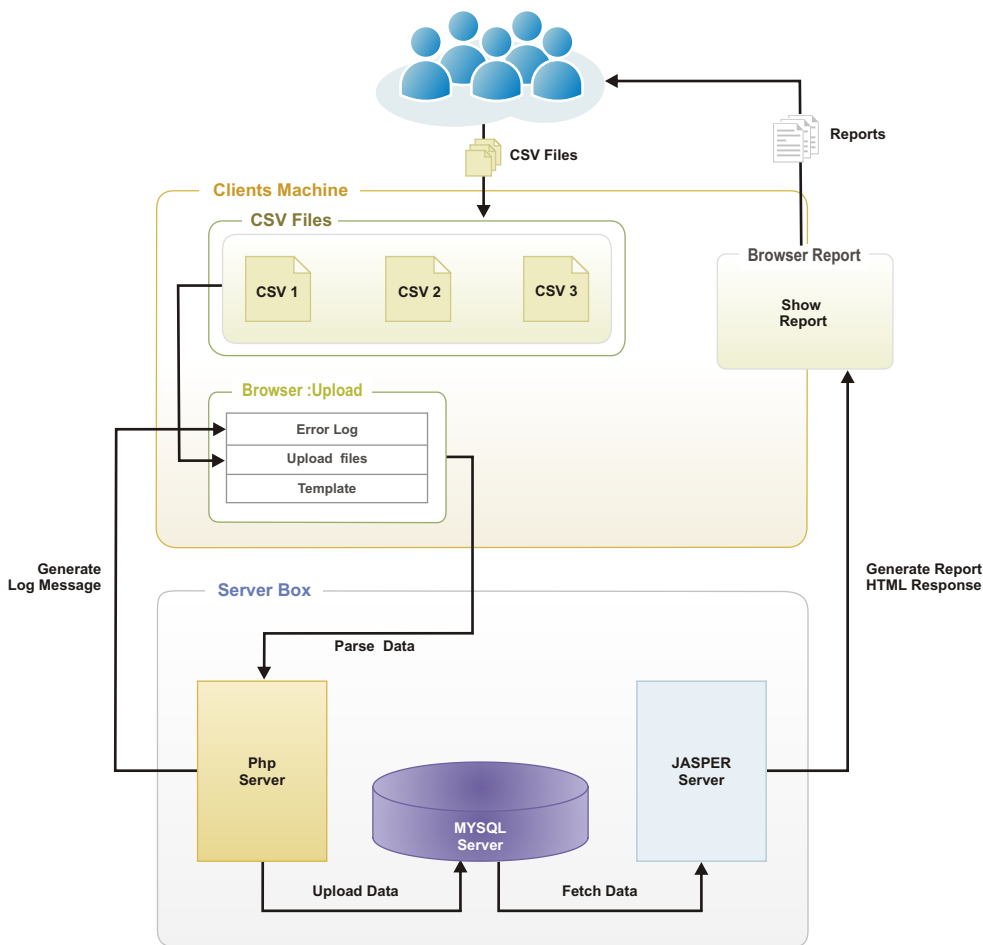 CSV Files
Reports
Clients Machine
CSV Files
CSV 1
CSV 2
CSV 3
Browser Report
Show
Report
Browser :Upload
Error Log
Upload files
Template
Generate
Log Message
Generate Report
HTML Response
Server Box
Parse Data
Php
Server
MYSQL
Server
JASPER
Server
Upload Data
Fetch Data